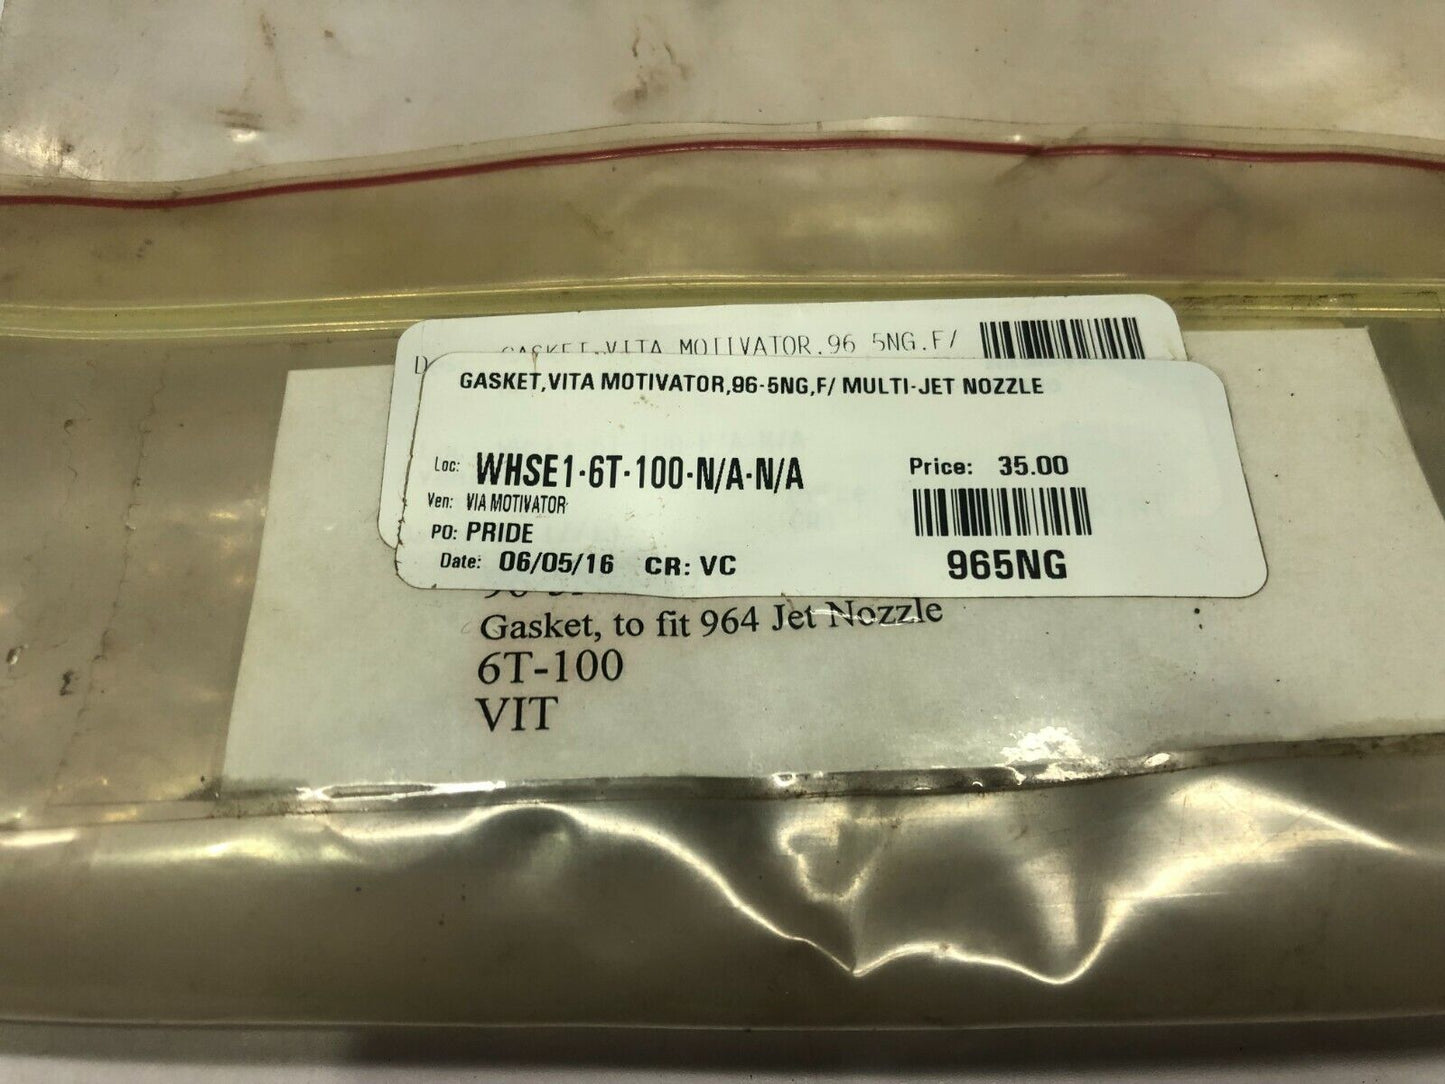 GASKET,VITA MOTIVATOR,96 5NG,F/
GASKET,VITA MOTIVATOR,96-5NG,F/ MULTI-JET NOZZLE
Loc: WHSE1-6T-100-N/A-N/A
Price: 35.00
Ven: VIA MOTIVATOR
PO: PRIDE
Date: 06/05/16 CR: VC
965NG
Gasket, to fit 964 Jet Nozzle
6T-100
VIT